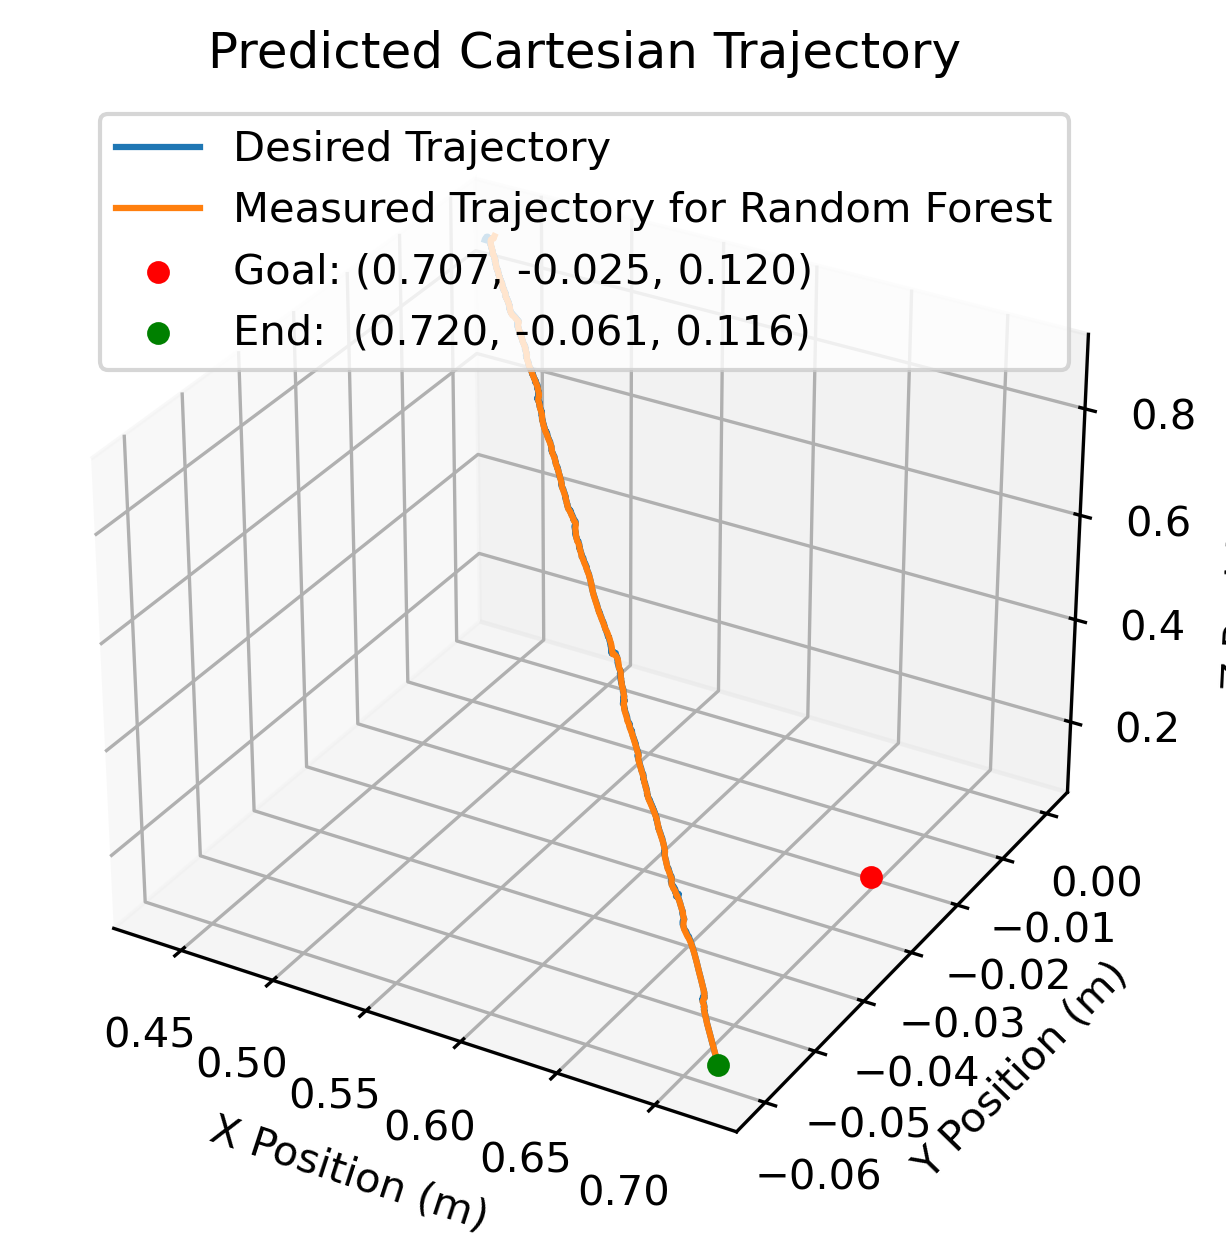 Predicted Cartesian Trajectory
Desired Trajectory
Measured Trajectory for Random Forest
Goal: (0.707, -0.025, 0.120)
End: (0.720, -0.061, 0.116)
0.8
0.6
0.4
0.2
0.00
−0.01
−0.02
−0.03
−0.04
−0.05
−0.06
Y Position (m)
0.45
0.50
0.55
0.60
0.65
0.70
X Position (m)